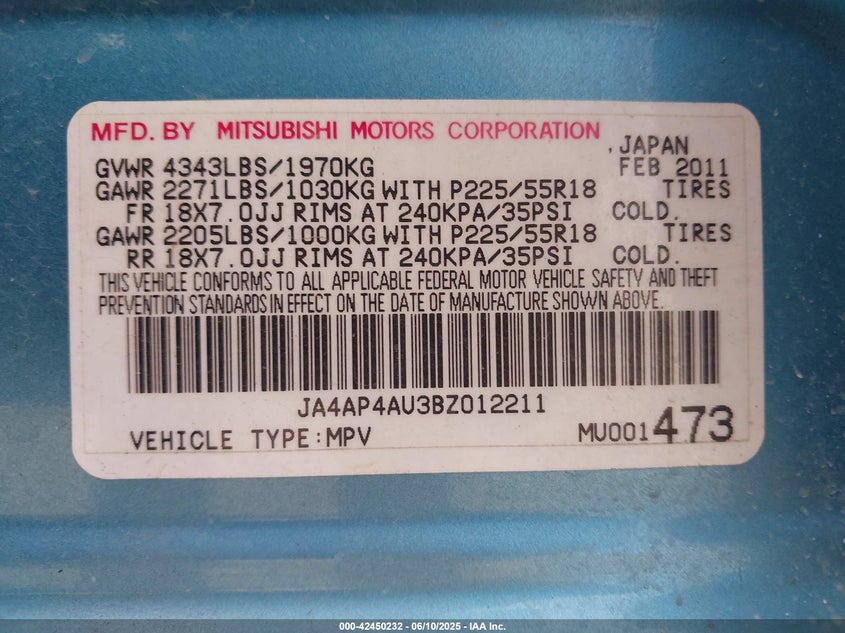 MFD. BY MITSUBISHI MOTORS CORPORATION , JAPAN
GVWR 4343LBS/1970KG FEB 2011
GAWR 2271LBS/1030KG WITH P225/55R18 TIRES
FR 18X7.0JJ RIMS AT 240KPA/35PSI COLD.
GAWR 2205LBS/1000KG WITH P225/55R18 TIRES
RR 18X7.0JJ RIMS AT 240KPA/35PSI COLD.
THIS VEHICLE CONFORMS TO ALL APPLICABLE FEDERAL MOTOR VEHICLE SAFETY AND THEFT
PREVENTION STANDARDS IN EFFECT ON THE DATE OF MANUFACTURE SHOWN ABOVE.
JA4AP4AU3BZ012211
VEHICLE TYPE:MPV MU001473
000-42450232 - 06/10/2025 - IAA Inc.